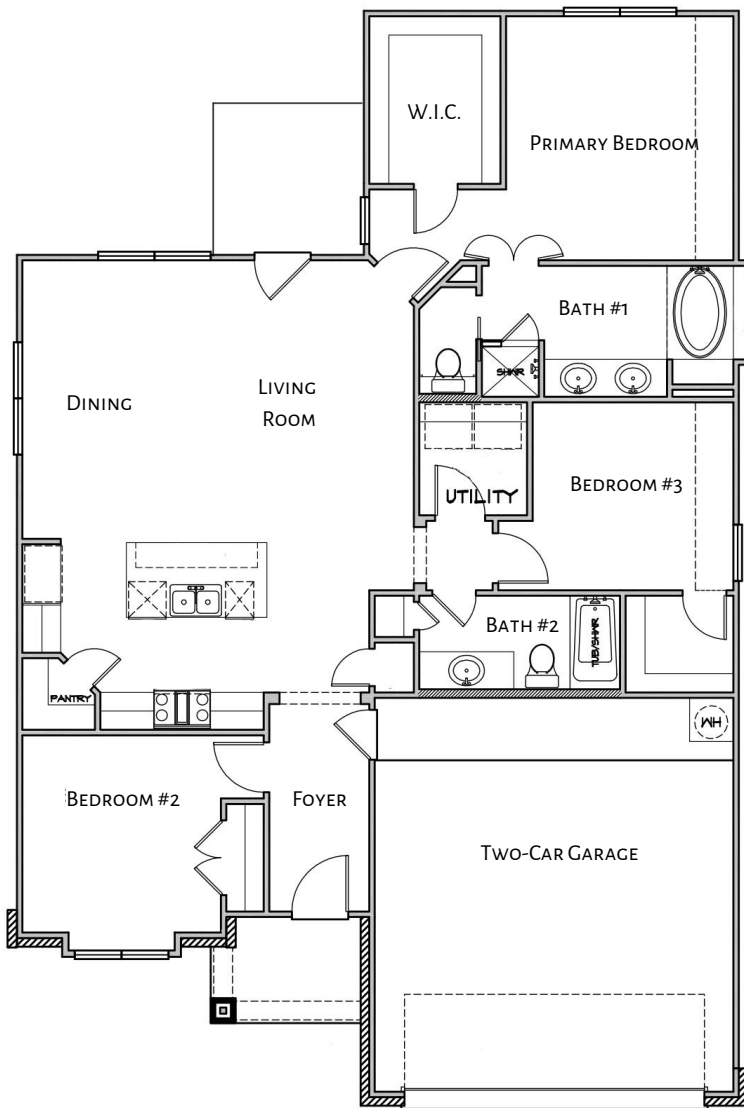 W.I.C.
Primary Bedroom
Bath #1
SHWR
Living
Room
Dining
Bedroom #3
UTILITY
Bath #2
TUB/SHWR
PANTRY
WH
Bedroom #2
Foyer
Two-Car Garage